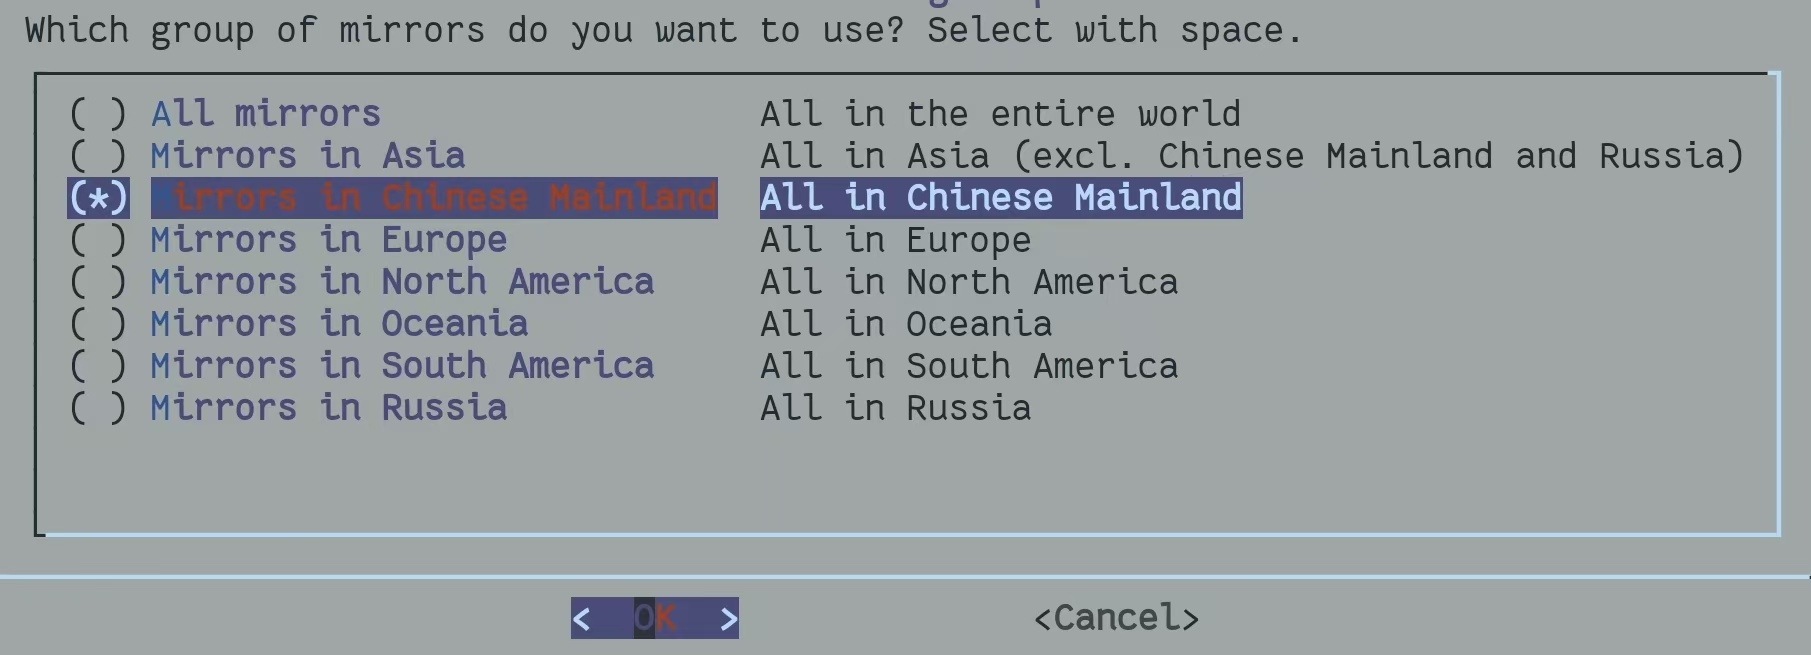 Which group of mirrors do you want to use? Select with space.
( ) All mirrors All in the entire world
( ) Mirrors in Asia All in Asia (excl. Chinese Mainland and Russia)
(*) Mirrors in Chinese Mainland All in Chinese Mainland
( ) Mirrors in Europe All in Europe
( ) Mirrors in North America All in North America
( ) Mirrors in Oceania All in Oceania
( ) Mirrors in South America All in South America
( ) Mirrors in Russia All in Russia
< OK > <Cancel>